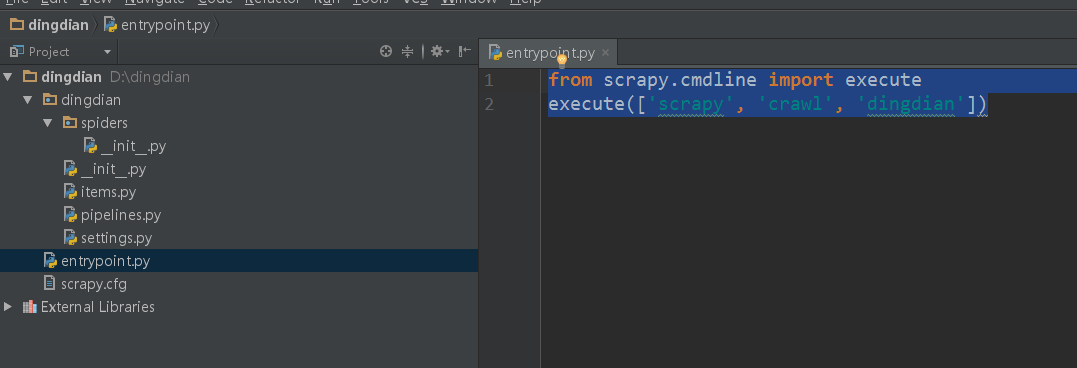 File Edit View Navigate Code Refactor Run Tools VCS Window Help
dingdian entrypoint.py
Project
entrypoint.py
dingdian D:\dingdian
dingdian
spiders
__init__.py
__init__.py
items.py
pipelines.py
settings.py
entrypoint.py
scrapy.cfg
External Libraries
1 from scrapy.cmdline import execute
2 execute(['scrapy', 'crawl', 'dingdian'])